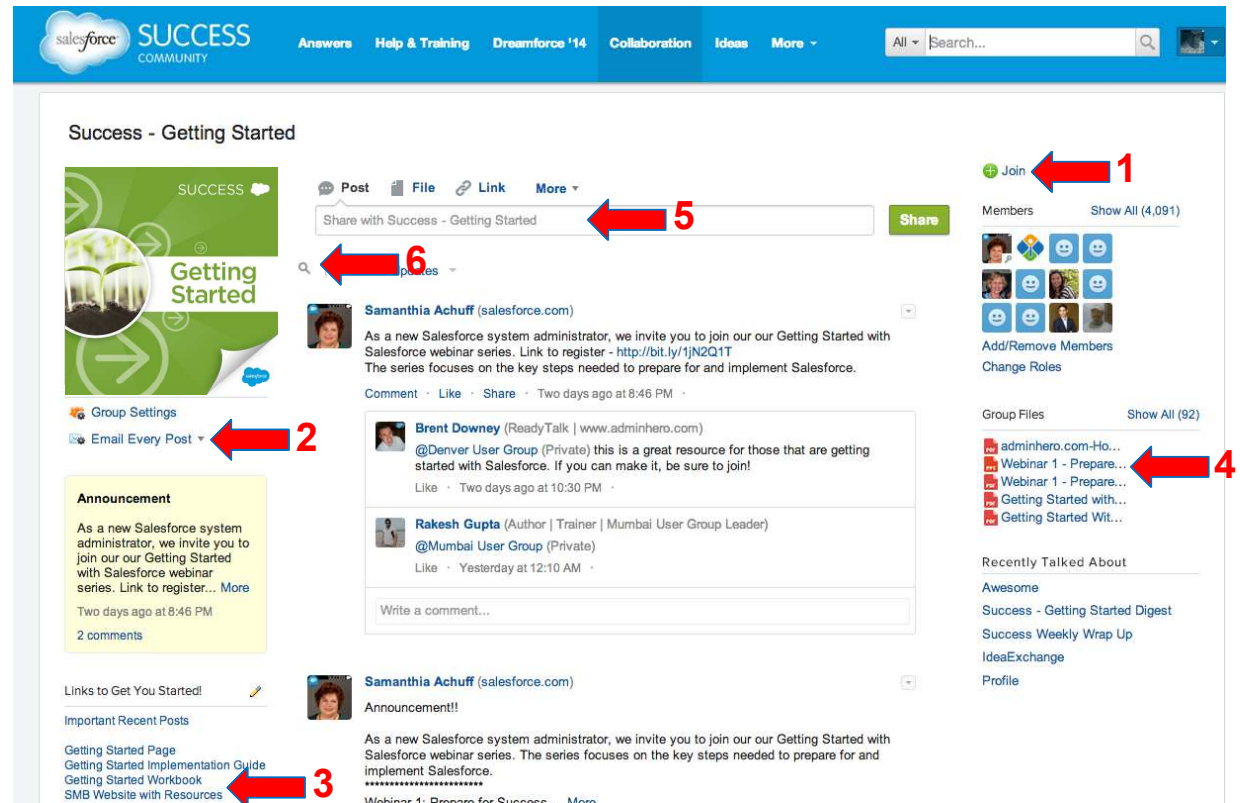 salesforce SUCCESS COMMUNITY
Answers Help & Training Dreamforce '14 Collaboration Ideas More All Search...
Success - Getting Started
SUCCESS
Getting
Started
salesforce
Group Settings
Email Every Post
2
Announcement
As a new Salesforce system
administrator, we invite you to
join our our Getting Started
with Salesforce webinar
series. Link to register... More
Two days ago at 8:46 PM
2 comments
Links to Get You Started!
Important Recent Posts
Getting Started Page
Getting Started Implementation Guide
Getting Started Workbook
SMB Website with Resources
3
Post File Link More
Share with Success - Getting Started
5
Share
6
Samanthia Achuff (salesforce.com)
As a new Salesforce system administrator, we invite you to join our our Getting Started with
Salesforce webinar series. Link to register - http://bit.ly/1jN2Q1T
The series focuses on the key steps needed to prepare for and implement Salesforce.
Comment · Like · Share · Two days ago at 8:46 PM ·
Brent Downey (ReadyTalk | www.adminhero.com)
@Denver User Group (Private) this is a great resource for those that are getting
started with Salesforce. If you can make it, be sure to join!
Like · Two days ago at 10:30 PM ·
Rakesh Gupta (Author | Trainer | Mumbai User Group Leader)
@Mumbai User Group (Private)
Like · Yesterday at 12:10 AM ·
Write a comment...
Samanthia Achuff (salesforce.com)
Announcement!!
As a new Salesforce system administrator, we invite you to join our our Getting Started with
Salesforce webinar series. The series focuses on the key steps needed to prepare for and
implement Salesforce.
************************
Webinar 1: Prepare for Success... More
Join
1
Members Show All (4,091)
Add/Remove Members
Change Roles
Group Files Show All (92)
adminhero.com-Ho...
Webinar 1 - Prepare...
Webinar 1 - Prepare...
Getting Started with...
Getting Started Wit...
4
Recently Talked About
Awesome
Success - Getting Started Digest
Success Weekly Wrap Up
IdeaExchange
Profile